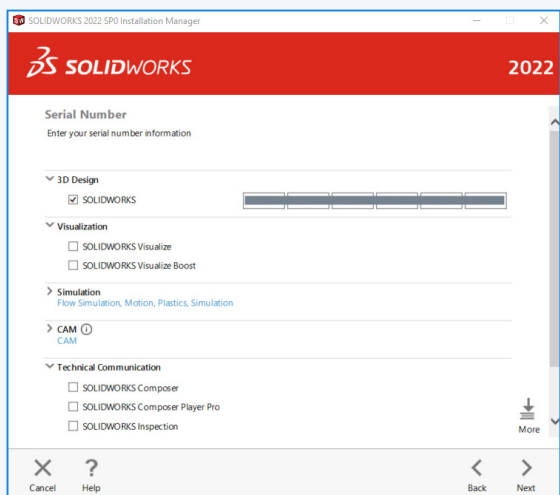 SOLIDWORKS 2022 SP0 Installation Manager
SOLIDWORKS 2022
Serial Number
Enter your serial number information
3D Design
SOLIDWORKS
Visualization
SOLIDWORKS Visualize
SOLIDWORKS Visualize Boost
Simulation
Flow Simulation, Motion, Plastics, Simulation
CAM
CAM
Technical Communication
SOLIDWORKS Composer
SOLIDWORKS Composer Player Pro
SOLIDWORKS Inspection
More
Cancel Help Back Next